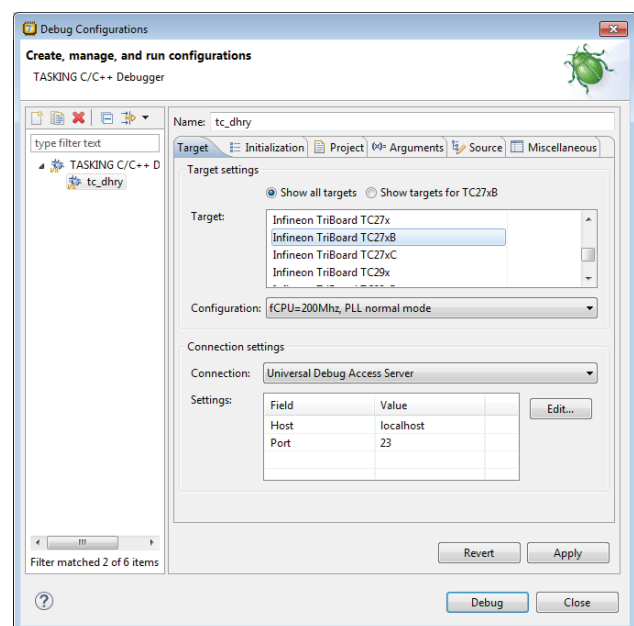 Debug Configurations
Create, manage, and run configurations
TASKING C/C++ Debugger
type filter text
TASKING C/C++ D
tc_dhry
Filter matched 2 of 6 items
Name: tc_dhry
Target Initialization Project (x)= Arguments Source Miscellaneous
Target settings
Show all targets Show targets for TC27xB
Target:
Infineon TriBoard TC27x
Infineon TriBoard TC27xB
Infineon TriBoard TC27xC
Infineon TriBoard TC29x
Configuration: fCPU=200Mhz, PLL normal mode
Connection settings
Connection: Universal Debug Access Server
Settings:
Field Value
Host localhost
Port 23
Edit...
Revert Apply
? Debug Close